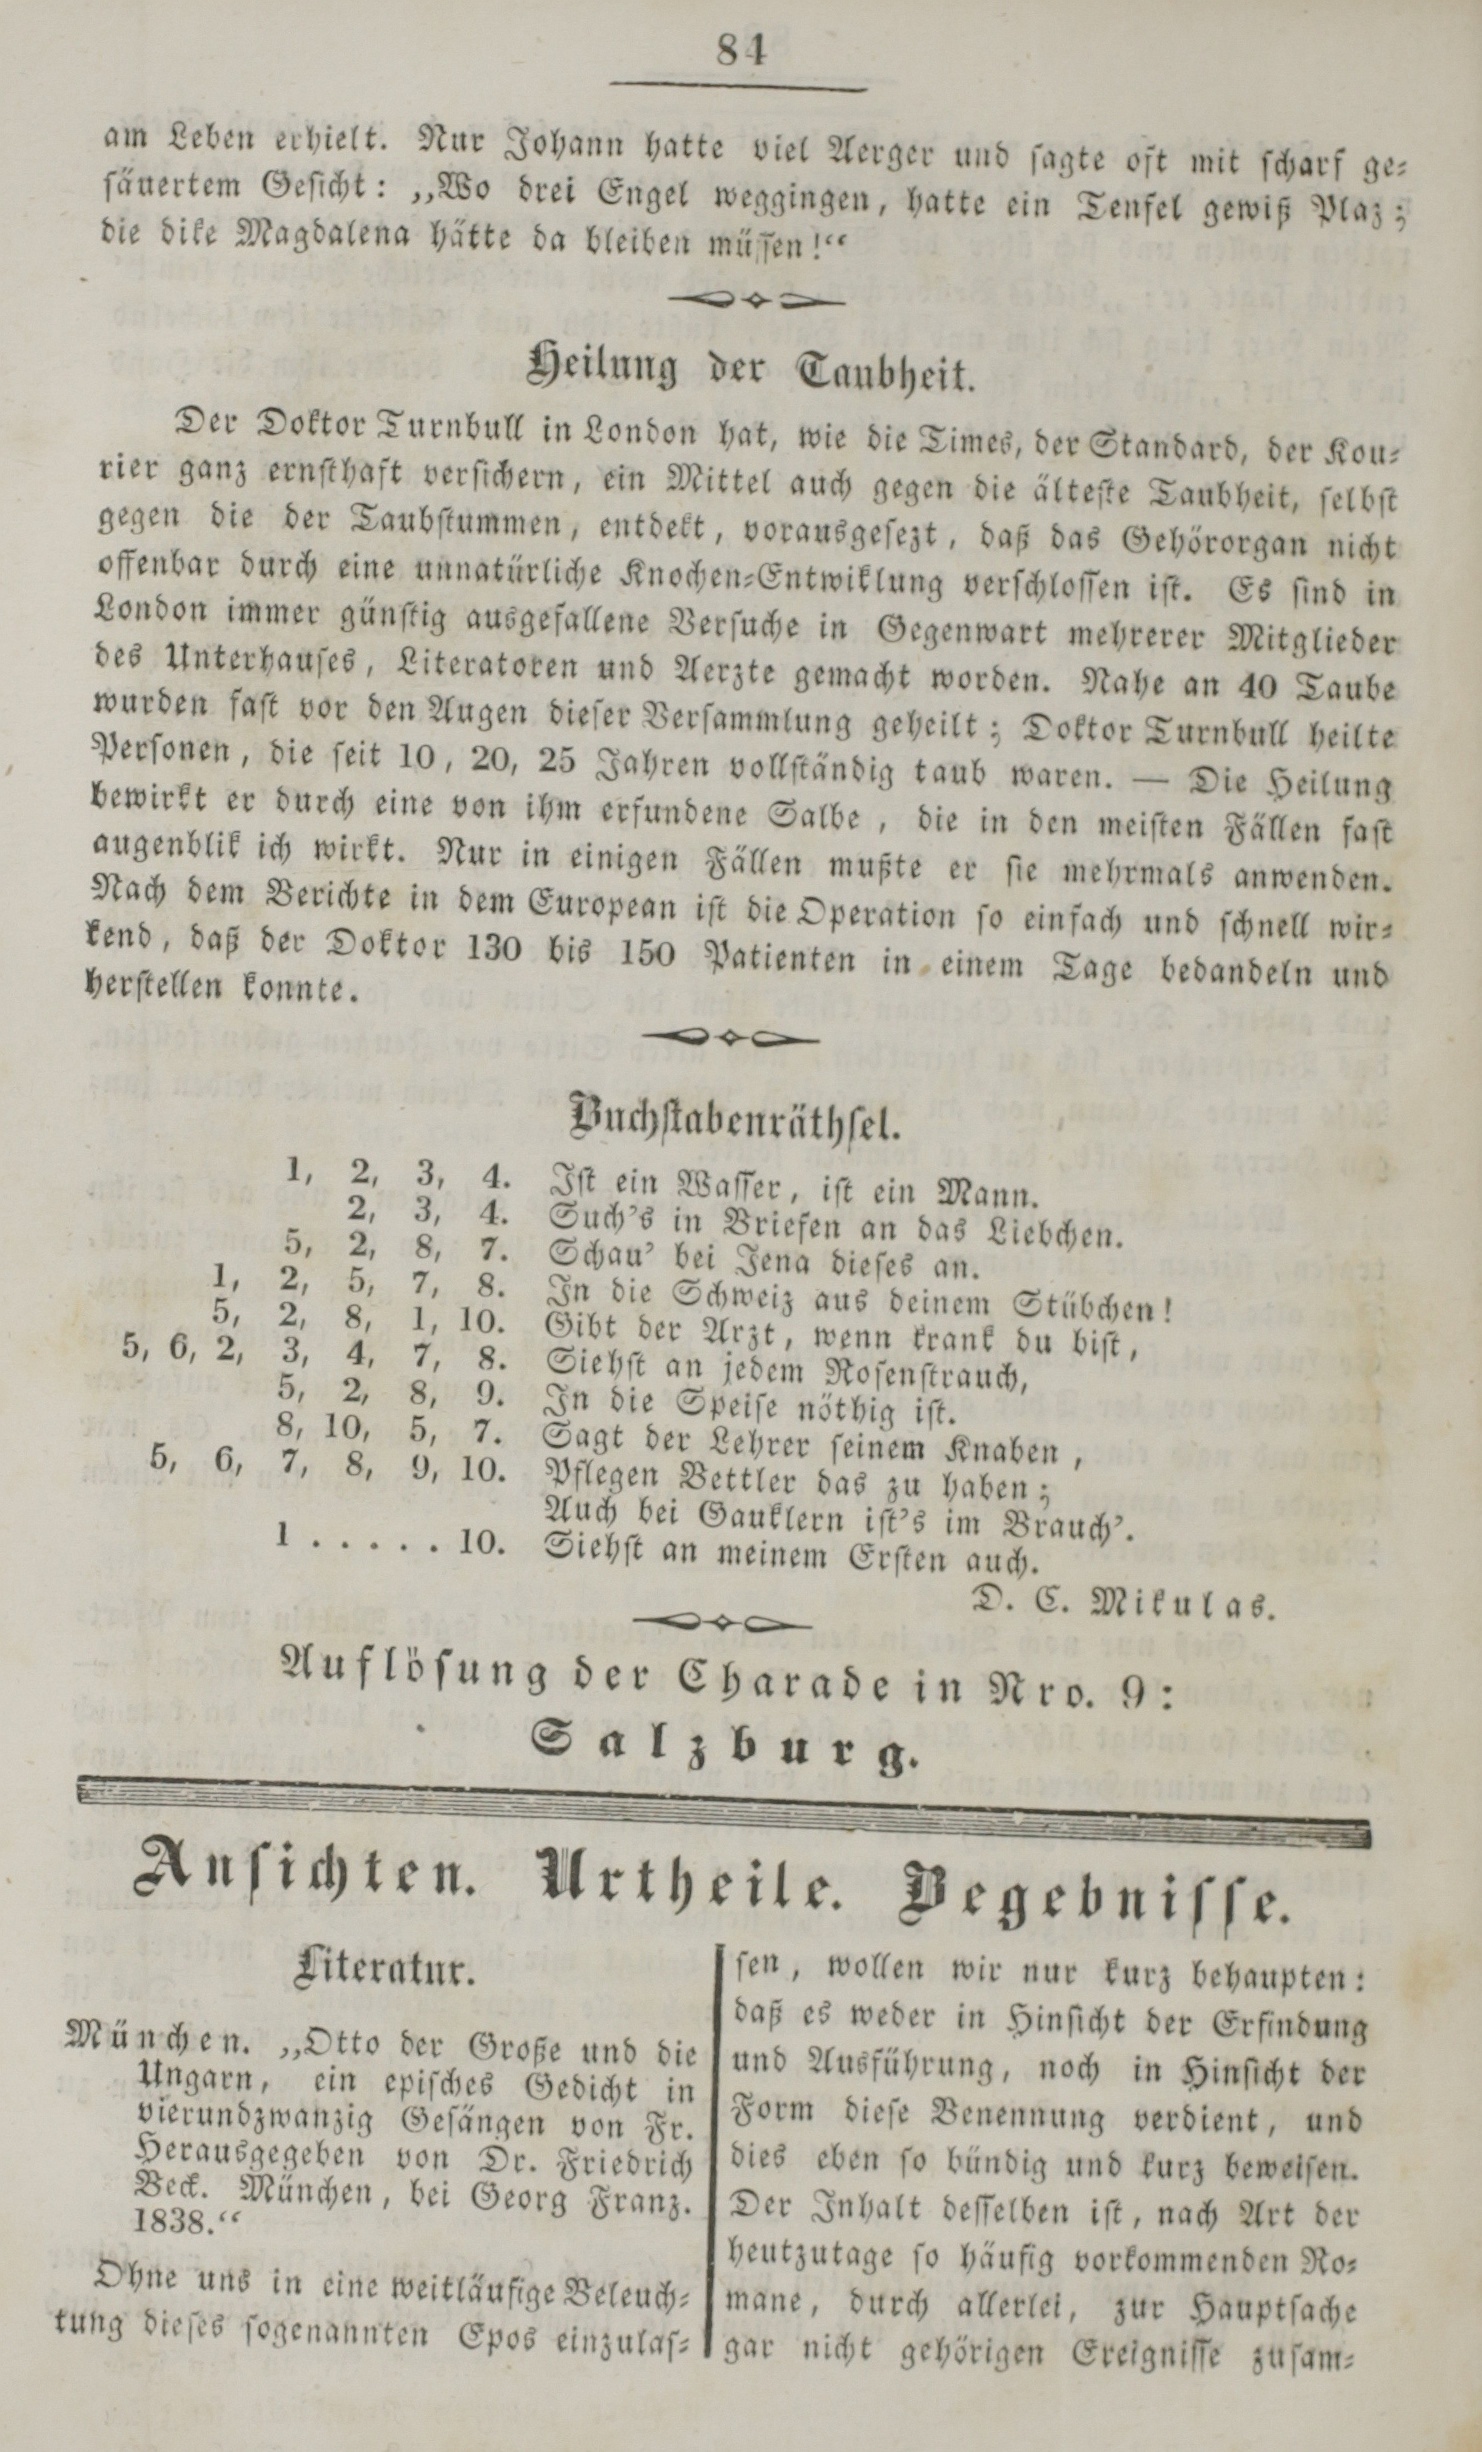 84
am Leben erhielt. Nur Johann hatte viel Aerger und sagte oft mit scharf ge-
säuertem Gesicht: „Wo drei Engel weggingen, hatte ein Teufel gewiß Plaz;
die dike Magdalena hätte da bleiben müssen!“
Heilung der Taubheit.
Der Doktor Turnbull in London hat, wie die Times, der Standard, der Kou-
rier ganz ernsthaft versichern, ein Mittel auch gegen die älteste Taubheit, selbst
gegen die der Taubstummen, entdekt, vorausgesezt, daß das Gehörorgan nicht
offenbar durch eine unnatürliche Knochen-Entwiklung verschlossen ist. Es sind in
London immer günstig ausgefallene Versuche in Gegenwart mehrerer Mitglieder
des Unterhauses, Literatoren und Aerzte gemacht worden. Nahe an 40 Taube
wurden fast vor den Augen dieser Versammlung geheilt; Doktor Turnbull heilte
Personen, die seit 10, 20, 25 Jahren vollständig taub waren. — Die Heilung
bewirkt er durch eine von ihm erfundene Salbe, die in den meisten Fällen fast
augenblik ich wirkt. Nur in einigen Fällen mußte er sie mehrmals anwenden.
Nach dem Berichte in dem European ist die Operation so einfach und schnell wir-
kend, daß der Doktor 130 bis 150 Patienten in einem Tage bedandeln und
herstellen konnte.
Buchstabenräthsel.
1, 2, 3, 4. Ist ein Wasser, ist ein Mann.
2, 3, 4. Such's in Briefen an das Liebchen.
5, 2, 8, 7. Schau' bei Jena dieses an.
1, 2, 5, 7, 8. In die Schweiz aus deinem Stübchen!
5, 2, 8, 1, 10. Gibt der Arzt, wenn krank du bist,
5, 6, 2, 3, 4, 7, 8. Siehst an jedem Rosenstrauch,
5, 2, 8, 9. In die Speise nöthig ist.
8, 10, 5, 7. Sagt der Lehrer seinem Knaben,
5, 6, 7, 8, 9, 10. Pflegen Bettler das zu haben;
Auch bei Gauklern ist's im Brauch'.
1 . . . . . 10. Siehst an meinem Ersten auch.
D. C. Mikulas.
Auflösung der Charade in Nro. 9:
Salzburg.
Ansichten. Urtheile. Begebnisse.
Literatur.
München. „Otto der Große und die
Ungarn, ein episches Gedicht in
vierundzwanzig Gesängen von Fr.
Herausgegeben von Dr. Friedrich
Beck. München, bei Georg Franz.
1838.“
Ohne uns in eine weitläufige Beleuch-
tung dieses sogenannten Epos einzulas-
sen, wollen wir nur kurz behaupten:
daß es weder in Hinsicht der Erfindung
und Ausführung, noch in Hinsicht der
Form diese Benennung verdient, und
dies eben so bündig und kurz beweisen.
Der Inhalt desselben ist, nach Art der
heutzutage so häufig vorkommenden Ro-
mane, durch allerlei, zur Hauptsache
gar nicht gehörigen Ereignisse zusam-